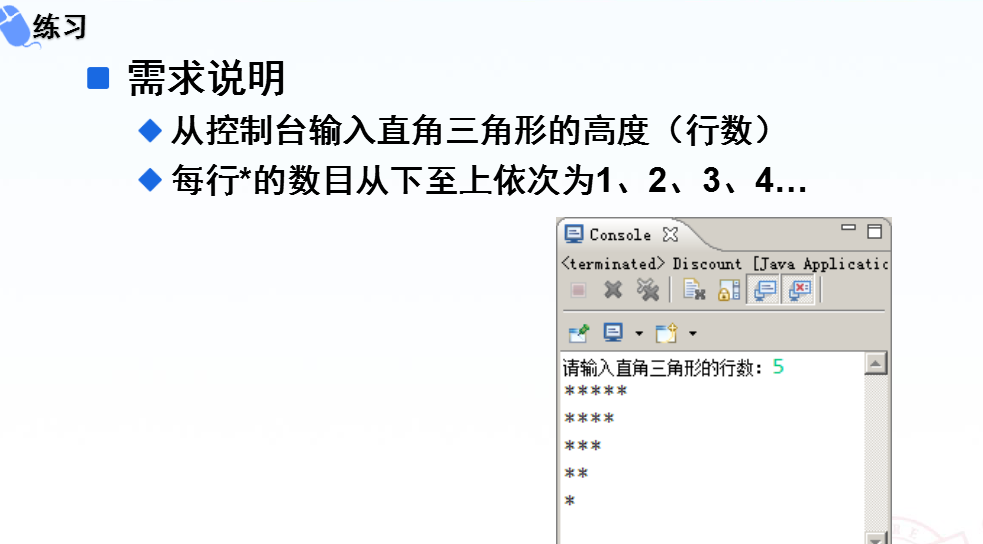 练习
需求说明
从控制台输入直角三角形的高度（行数）
每行*的数目从下至上依次为1、2、3、4…
Console
<terminated> Discount [Java Applicatic
请输入直角三角形的行数：5
*****
****
***
**
*